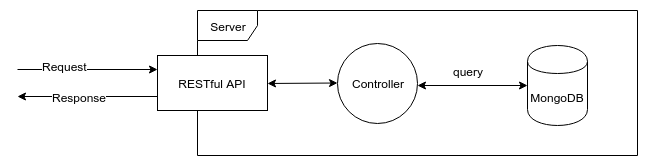 Server
Request
RESTful API
Response
Controller
query
MongoDB